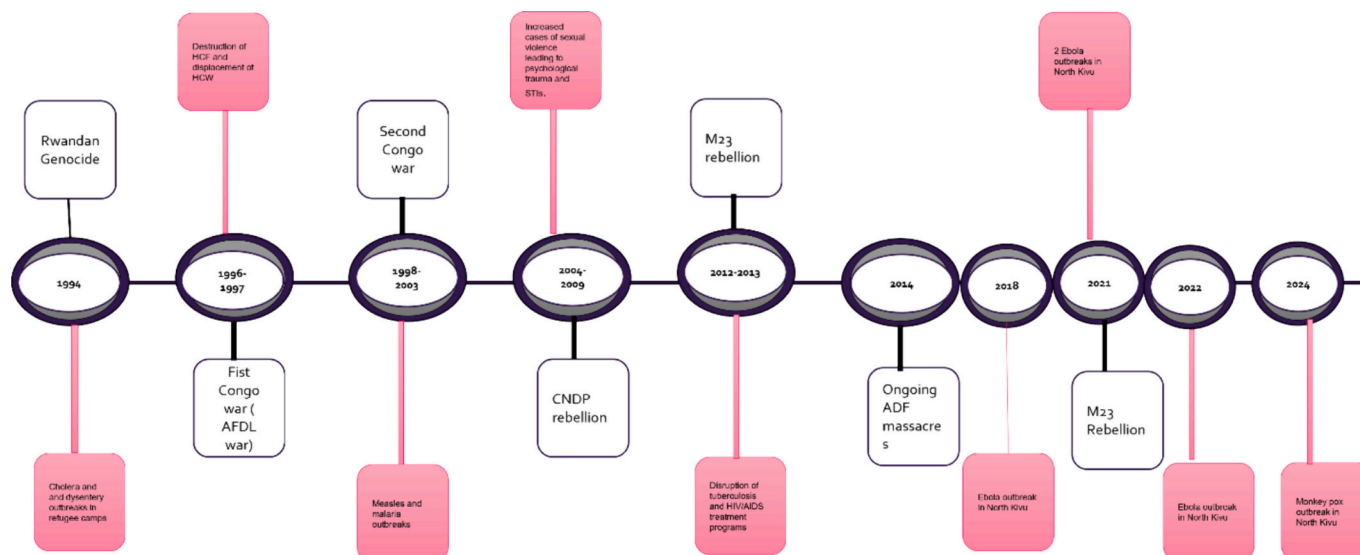 Destruction of
HCF and
displacement of
HCW
Increased
cases of sexual
violence
leading to
psychological
trauma and
STIs.
2 Ebola
outbreaks in
North Kivu
Rwandan
Genocide
Second
Congo
war
M23
rebellion
1994
1996-
1997
1998-
2003
2004-
2009
2012-2013
2014
2018
2021
2022
2024
Fist
Congo
war (
AFDL
war)
CNDP
rebellion
Ongoing
ADF
massacre
s
M23
Rebellion
Cholera and
and dysentery
outbreaks in
refugee camps
Measles and
malaria
outbreaks
Disruption of
tuberculosis
and HIV/AIDS
treatment
programs
Ebola outbreak
in North Kivu
Ebola outbreak
in North Kivu
Monkey pox
outbreak in
North Kivu